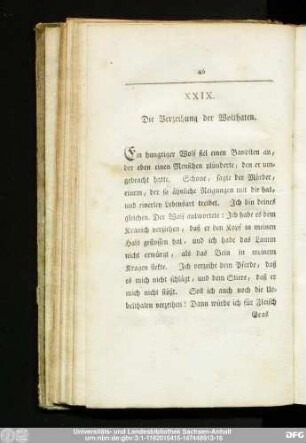 46
XXIX.
Die Verzeihung der Wolthaten.
Ein hungriger Wolf fiel einen Banditen an,
der eben einen Menschen plünderte, den er um-
gebracht hatte. Schone, sagte der Mörder,
einem, der so ähnliche Neigungen mit dir hat,
und einerley Lebensart treibet. Ich bin deines
gleichen. Der Wolf antwortete: Ich habe es dem
Kranich verziehen, daß er den Kopf in meinen
Hals gestossen hat, und ich habe das Lamm
nicht erwürgt, als das Bein in meinem
Kragen stekte. Ich verzeihe dem Pferde, daß
es mich nicht schlägt, und dem Stiere, daß er
mich nicht stößt. Soll ich auch noch die Ue-
belthaten verzeihen! Dann würde ich für Fleisch
Gras
Universitäts- und Landesbibliothek Sachsen-Anhalt
urn:nbn:de:gbv:3:1-1192015415-167448913-16
DFG